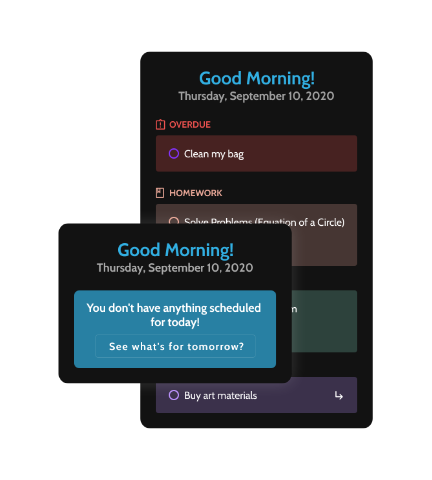 Good Morning!
Thursday, September 10, 2020
OVERDUE
Clean my bag
HOMEWORK
Solve Problems (Equation of a Circle)
Good Morning!
Thursday, September 10, 2020
You don't have anything scheduled
for today!
See what's for tomorrow?
Buy art materials